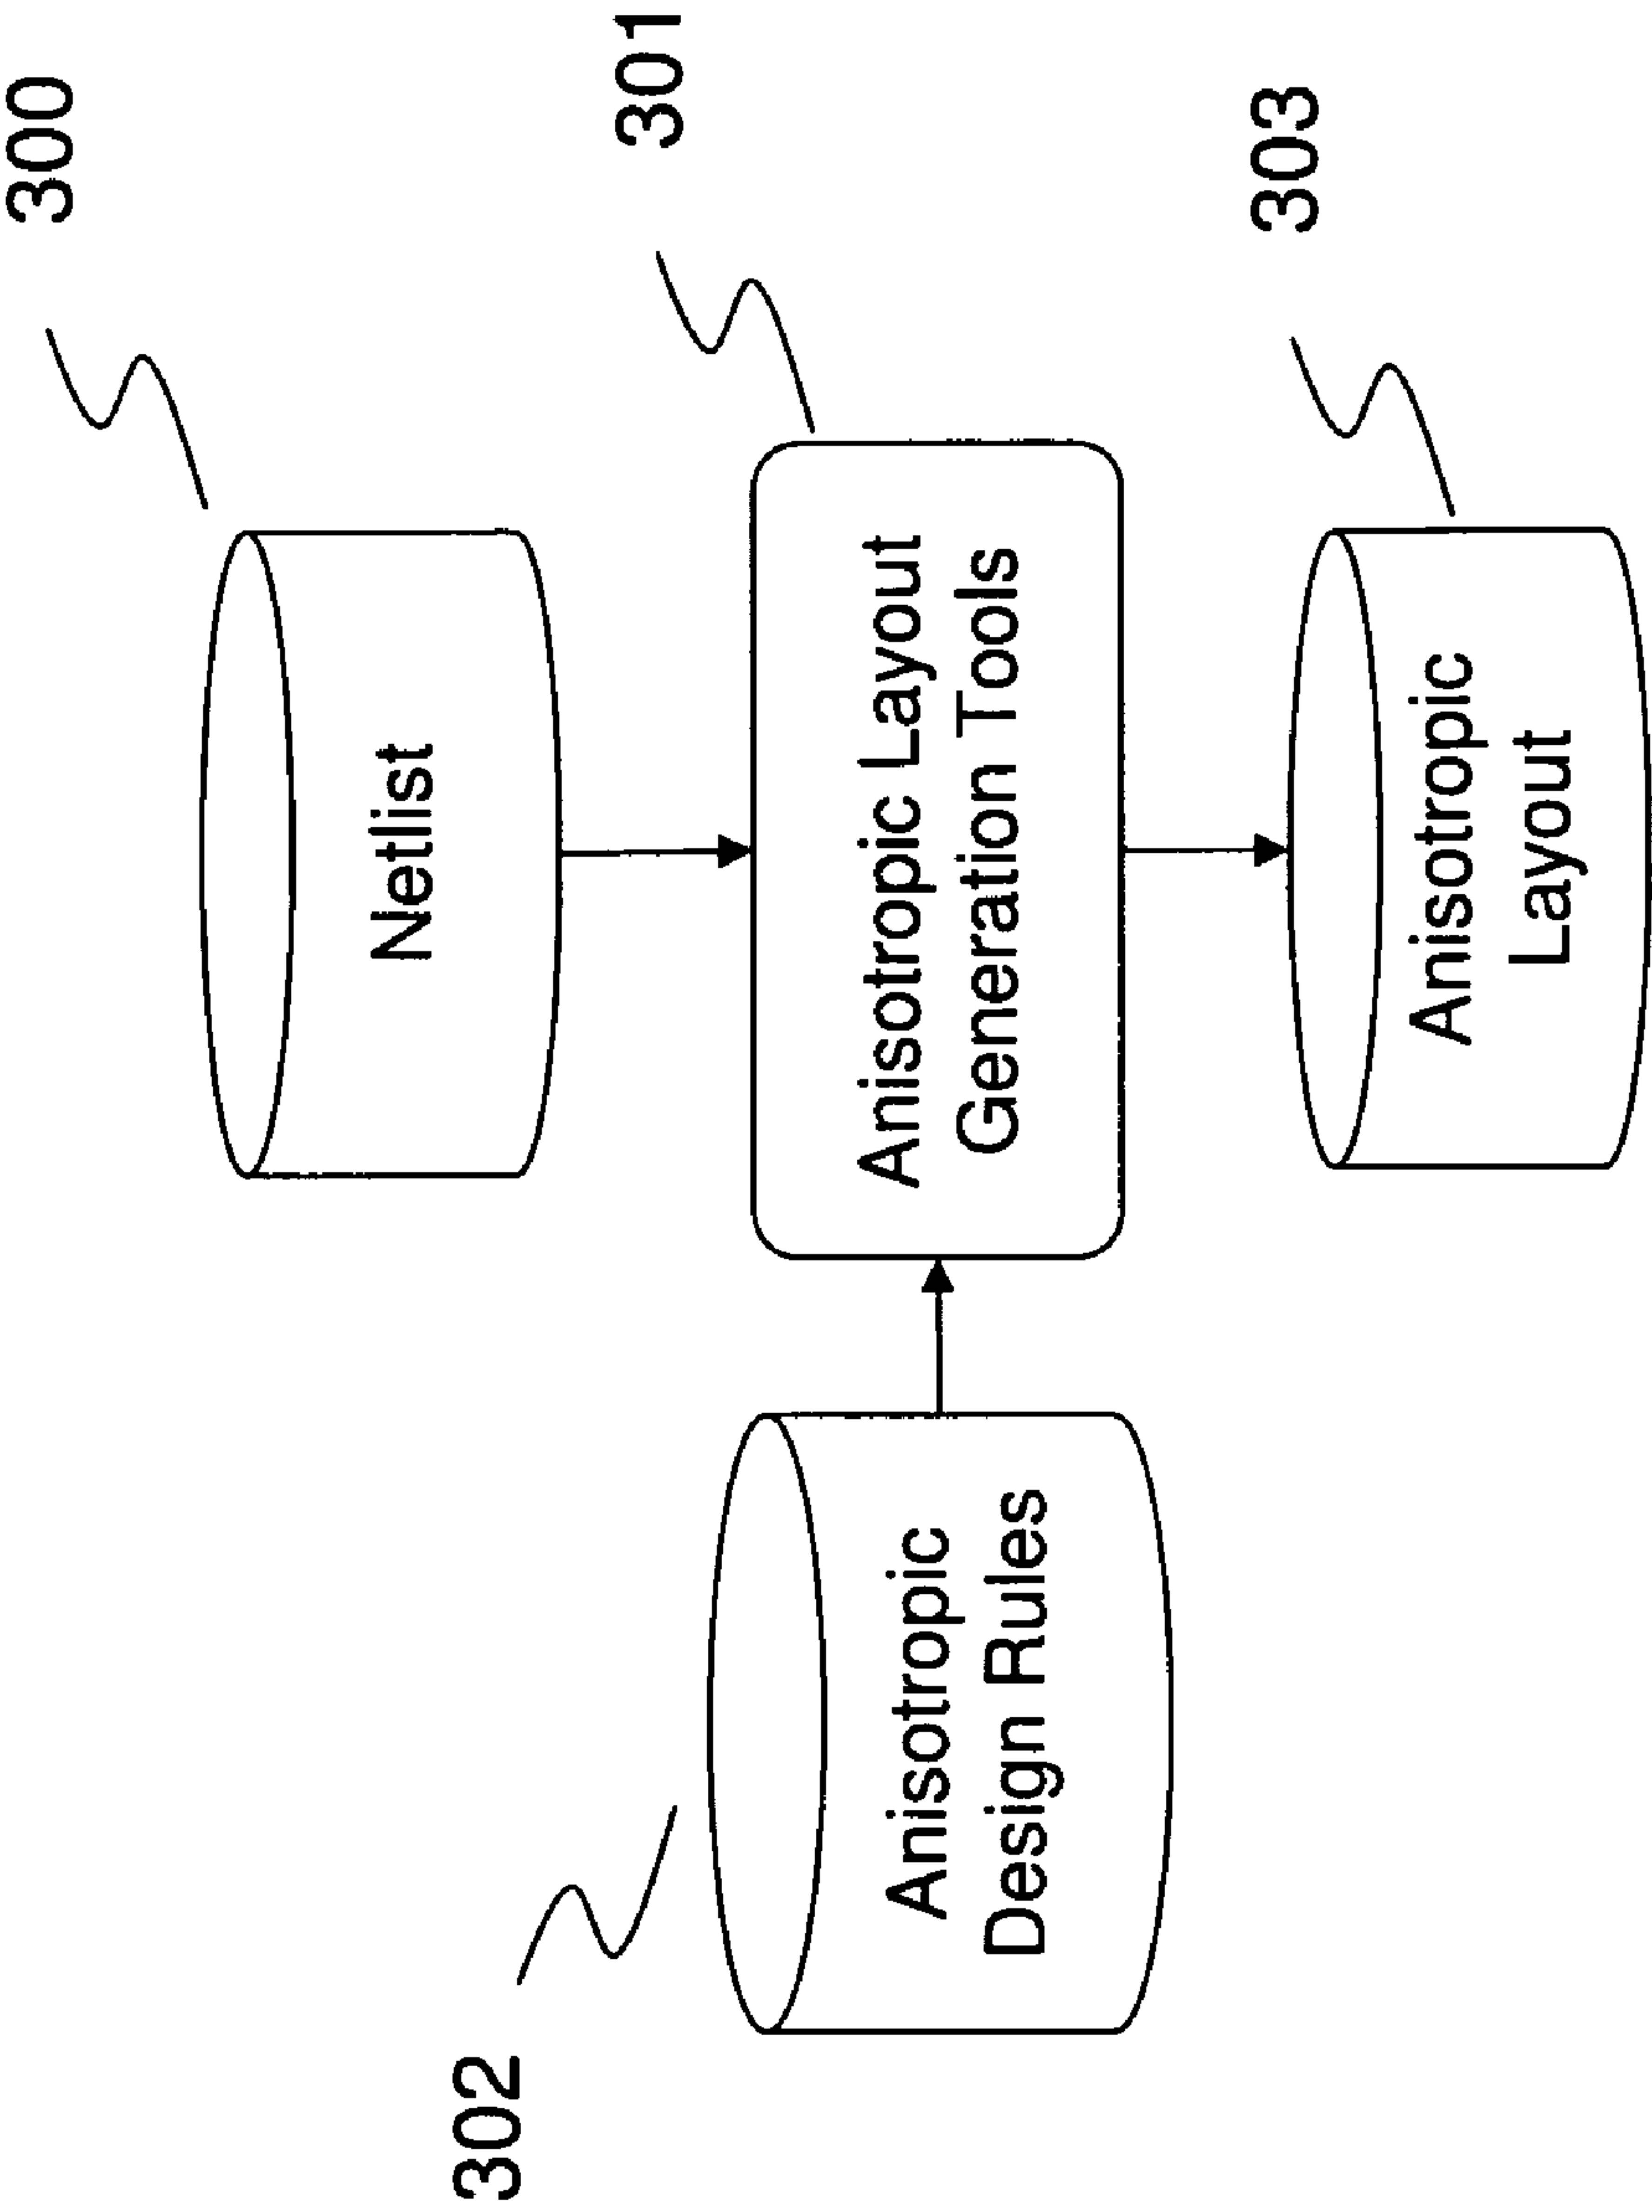 300
Netlist
301
Anisotropic Layout
Generation Tools
302
Anisotropic
Design Rules
303
Anisotropic
Layout